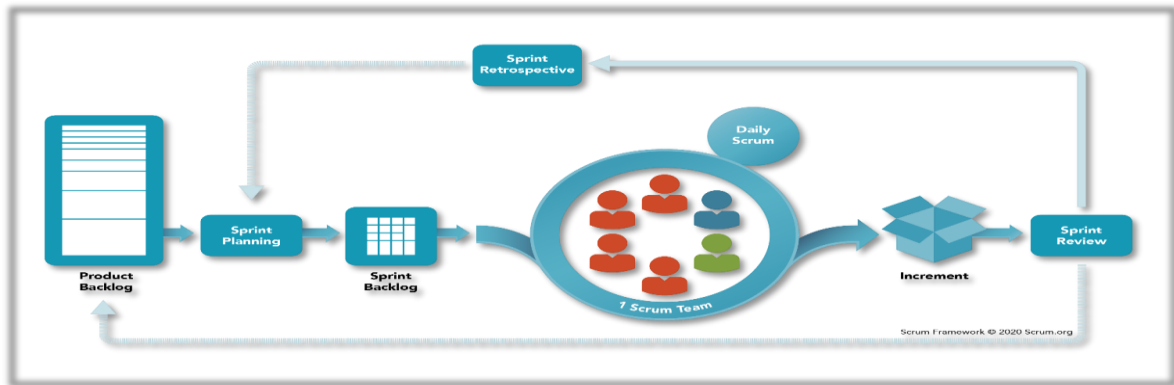 Sprint
Retrospective
Daily
Scrum
Product
Backlog
Sprint
Planning
Sprint
Backlog
1 Scrum Team
Increment
Sprint
Review
Scrum Framework © 2020 Scrum.org